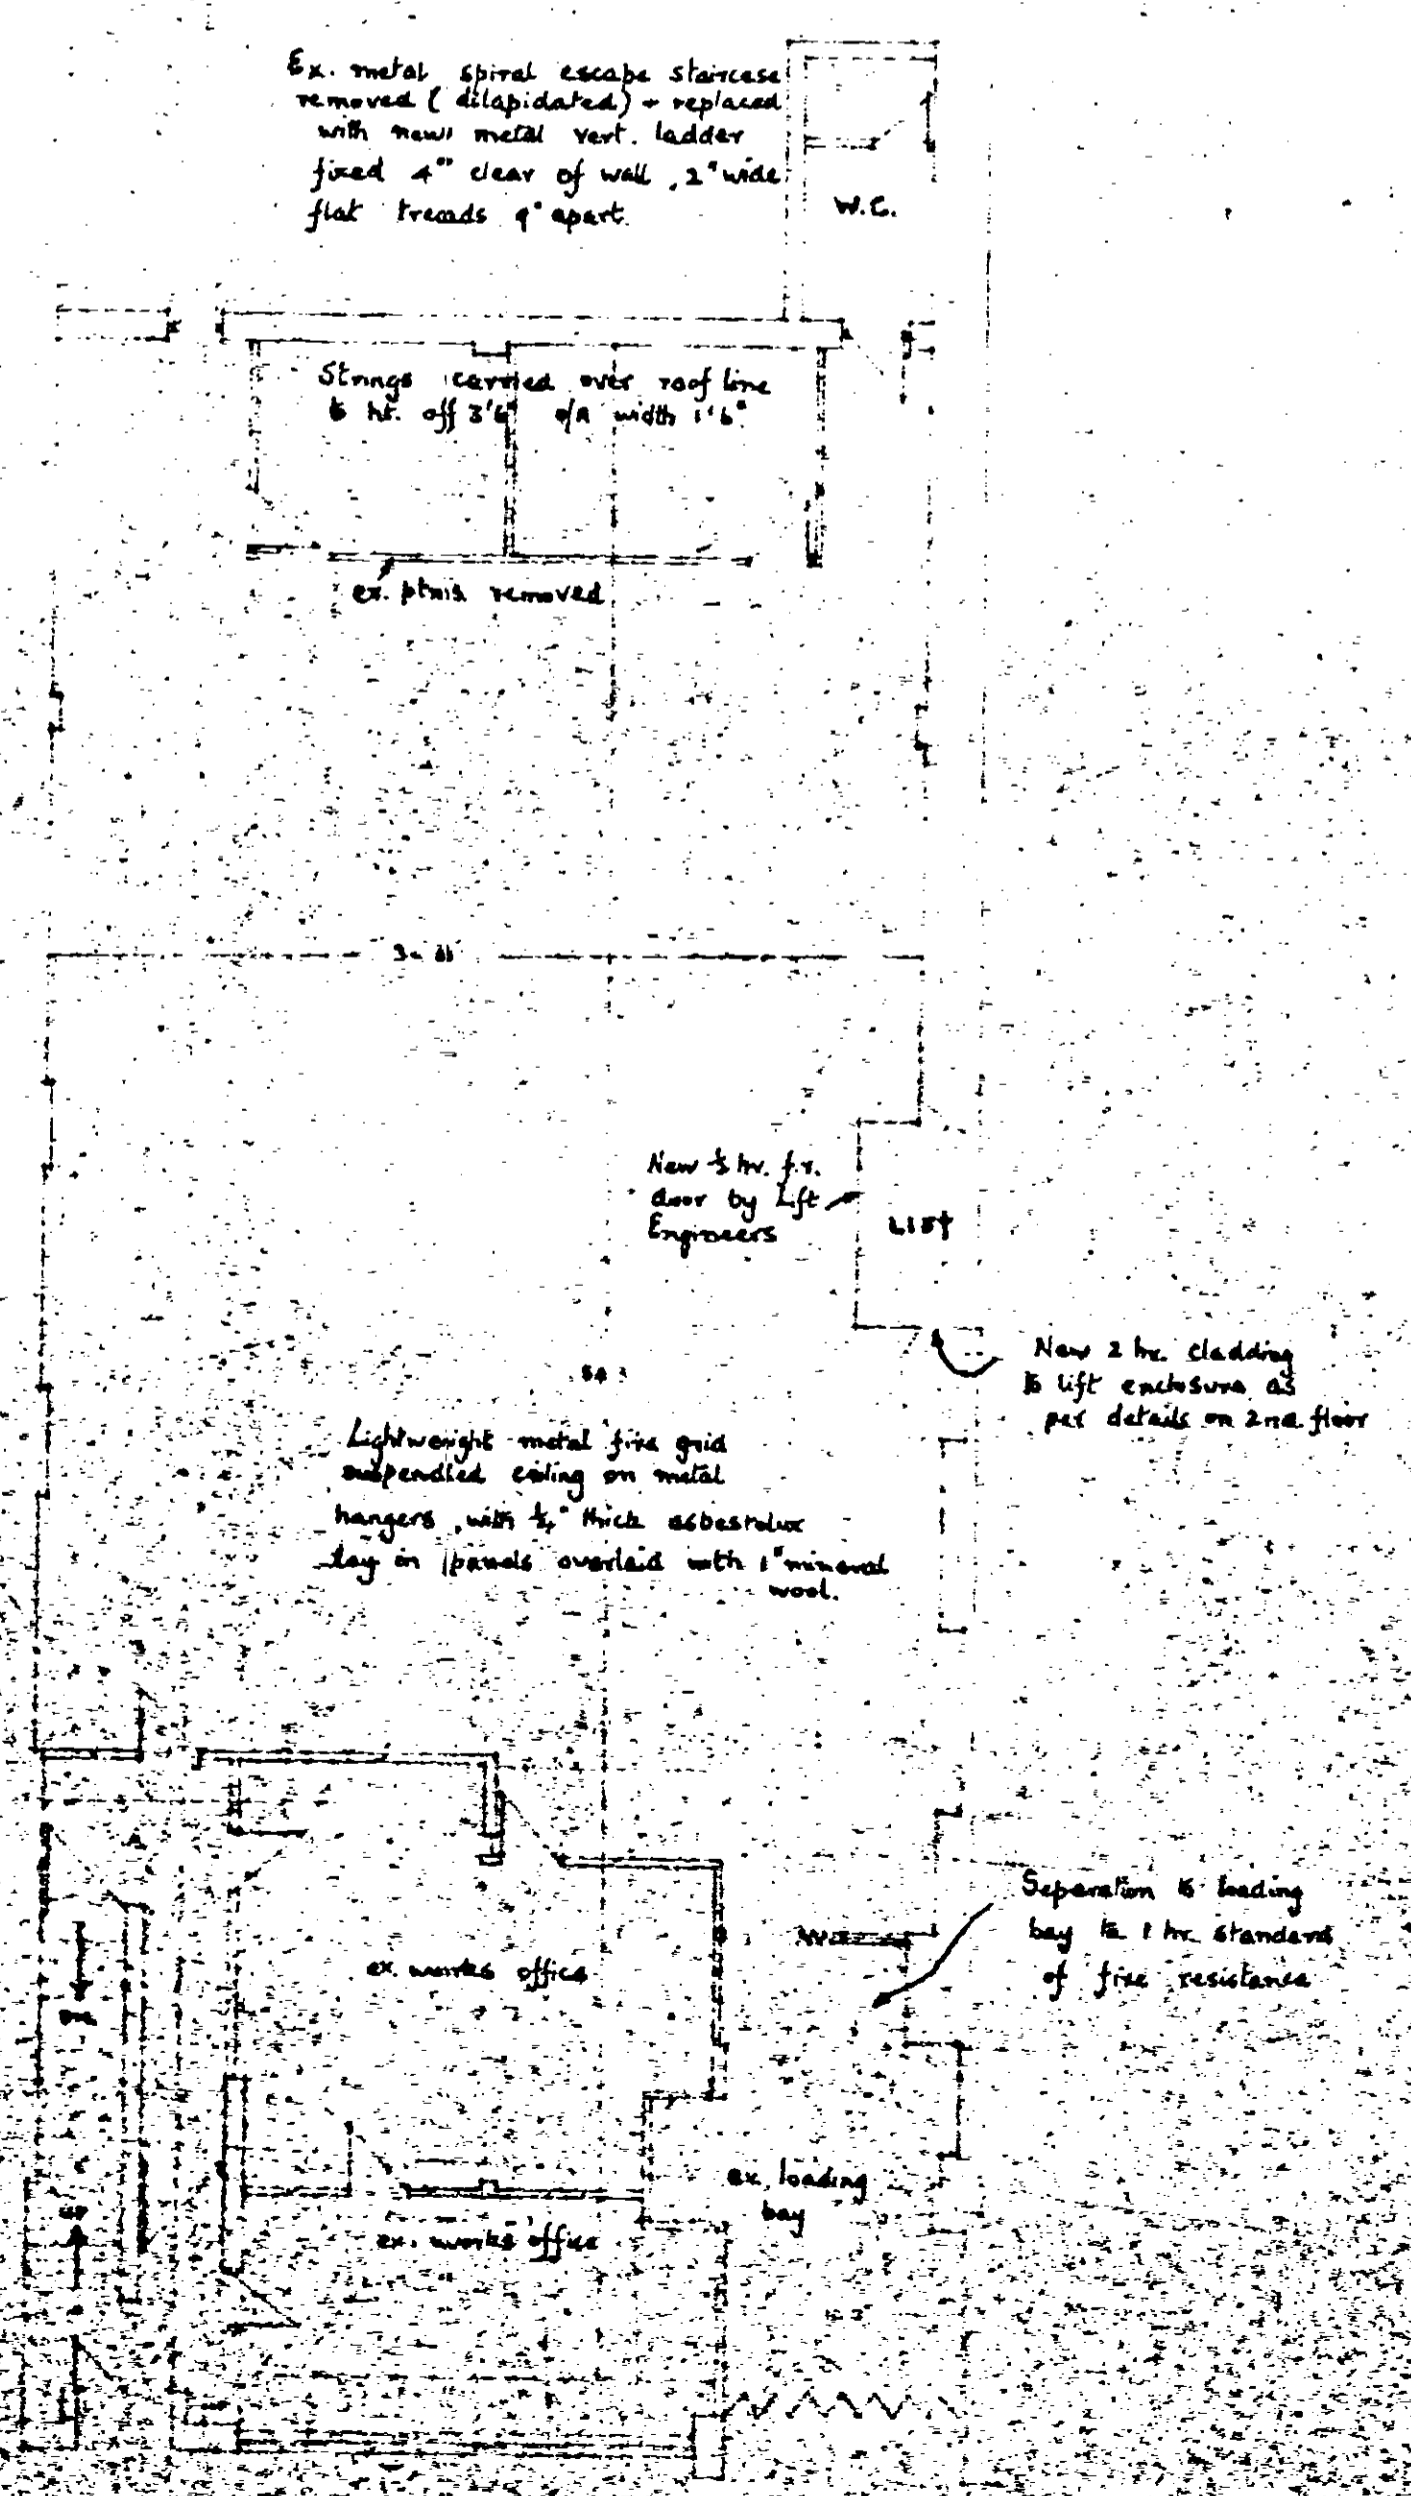 Ex. metal spiral escape staircase
removed (dilapidated) + replaced
with new metal vert. ladder
fixed 4" clear of wall, 2" wide
flat treads 9" apart.
W.C.
Strings carried over roof line
to ht. off 3'6" o/a width 1'6"
ex. ptns removed
New ½ hr. f.r.
door by Lift
Engineers
LIFT
New 2 hr. cladding
to lift enclosure as
per details on 2nd floor
Lightweight metal fire grid
suspended ceiling on metal
hangers, with thick asbestolux
lay in panels overlaid with 1" mineral
wool.
Separation to loading
bay to 1 hr. standard
of fire resistance
ex. works office
ex. loading
bay
ex. works office
UP